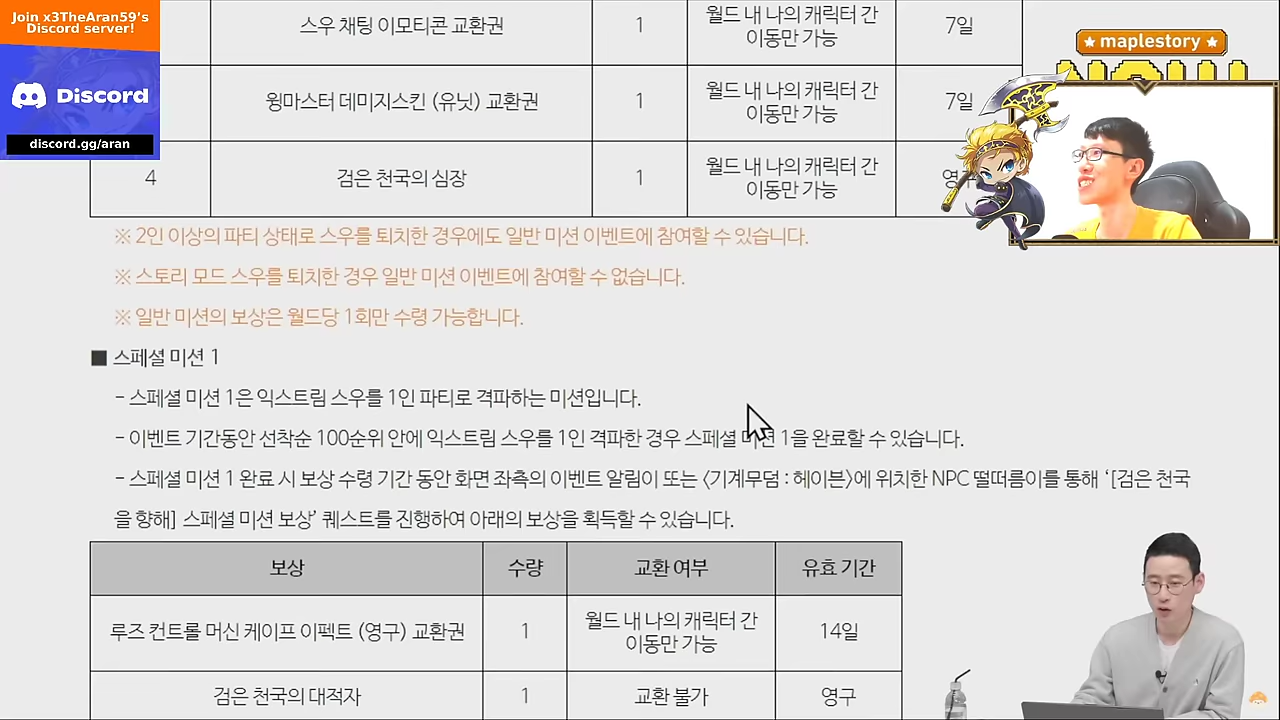 Join x3TheAran59's
Discord server!
Discord
discord.gg/aran
스우 채팅 이모티콘 교환권 1 월드 내 나의 캐릭터 간 이동만 가능 7일
윙마스터 데미지스킨 (유닛) 교환권 1 월드 내 나의 캐릭터 간 이동만 가능 7일
4 검은 천국의 심장 1 월드 내 나의 캐릭터 간 이동만 가능
maplestory
※ 2인 이상의 파티 상태로 스우를 퇴치한 경우에도 일반 미션 이벤트에 참여할 수 있습니다.
※ 스토리 모드 스우를 퇴치한 경우 일반 미션 이벤트에 참여할 수 없습니다.
※ 일반 미션의 보상은 월드당 1회만 수령 가능합니다.
■ 스페셜 미션 1
- 스페셜 미션 1은 익스트림 스우를 1인 파티로 격파하는 미션입니다.
- 이벤트 기간동안 선착순 100순위 안에 익스트림 스우를 1인 격파한 경우 스페셜 미션 1을 완료할 수 있습니다.
- 스페셜 미션 1 완료 시 보상 수령 기간 동안 화면 좌측의 이벤트 알림이 또는 <기계무덤 : 헤이븐>에 위치한 NPC 떨떠름이를 통해 ‘[검은 천국
을 향해] 스페셜 미션 보상’ 퀘스트를 진행하여 아래의 보상을 획득할 수 있습니다.
보상 수량 교환 여부 유효 기간
루즈 컨트롤 머신 케이프 이펙트 (영구) 교환권 1 월드 내 나의 캐릭터 간 이동만 가능 14일
검은 천국의 대적자 1 교환 불가 영구